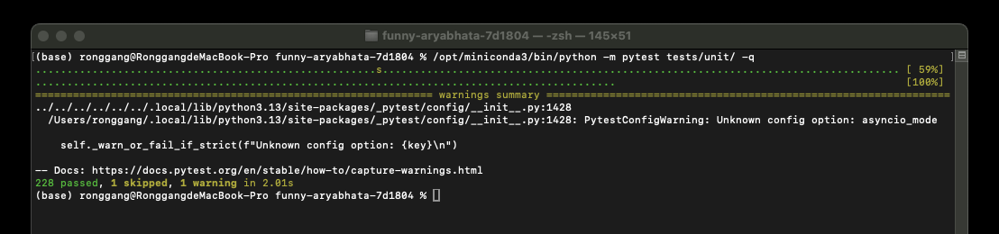 funny-aryabhata-7d1804 — -zsh — 145×51
[(base) ronggang@RonggangdeMacBook-Pro funny-aryabhata-7d1804 % /opt/miniconda3/bin/python -m pytest tests/unit/ -q ]
......................................................s.................................................................................. [ 59%]
............................................................................................ [100%]
=============================================================== warnings summary ================================================================
../../../../../../.local/lib/python3.13/site-packages/_pytest/config/__init__.py:1428
/Users/ronggang/.local/lib/python3.13/site-packages/_pytest/config/__init__.py:1428: PytestConfigWarning: Unknown config option: asyncio_mode
self._warn_or_fail_if_strict(f"Unknown config option: {key}\n")
-- Docs: https://docs.pytest.org/en/stable/how-to/capture-warnings.html
228 passed, 1 skipped, 1 warning in 2.01s
(base) ronggang@RonggangdeMacBook-Pro funny-aryabhata-7d1804 %